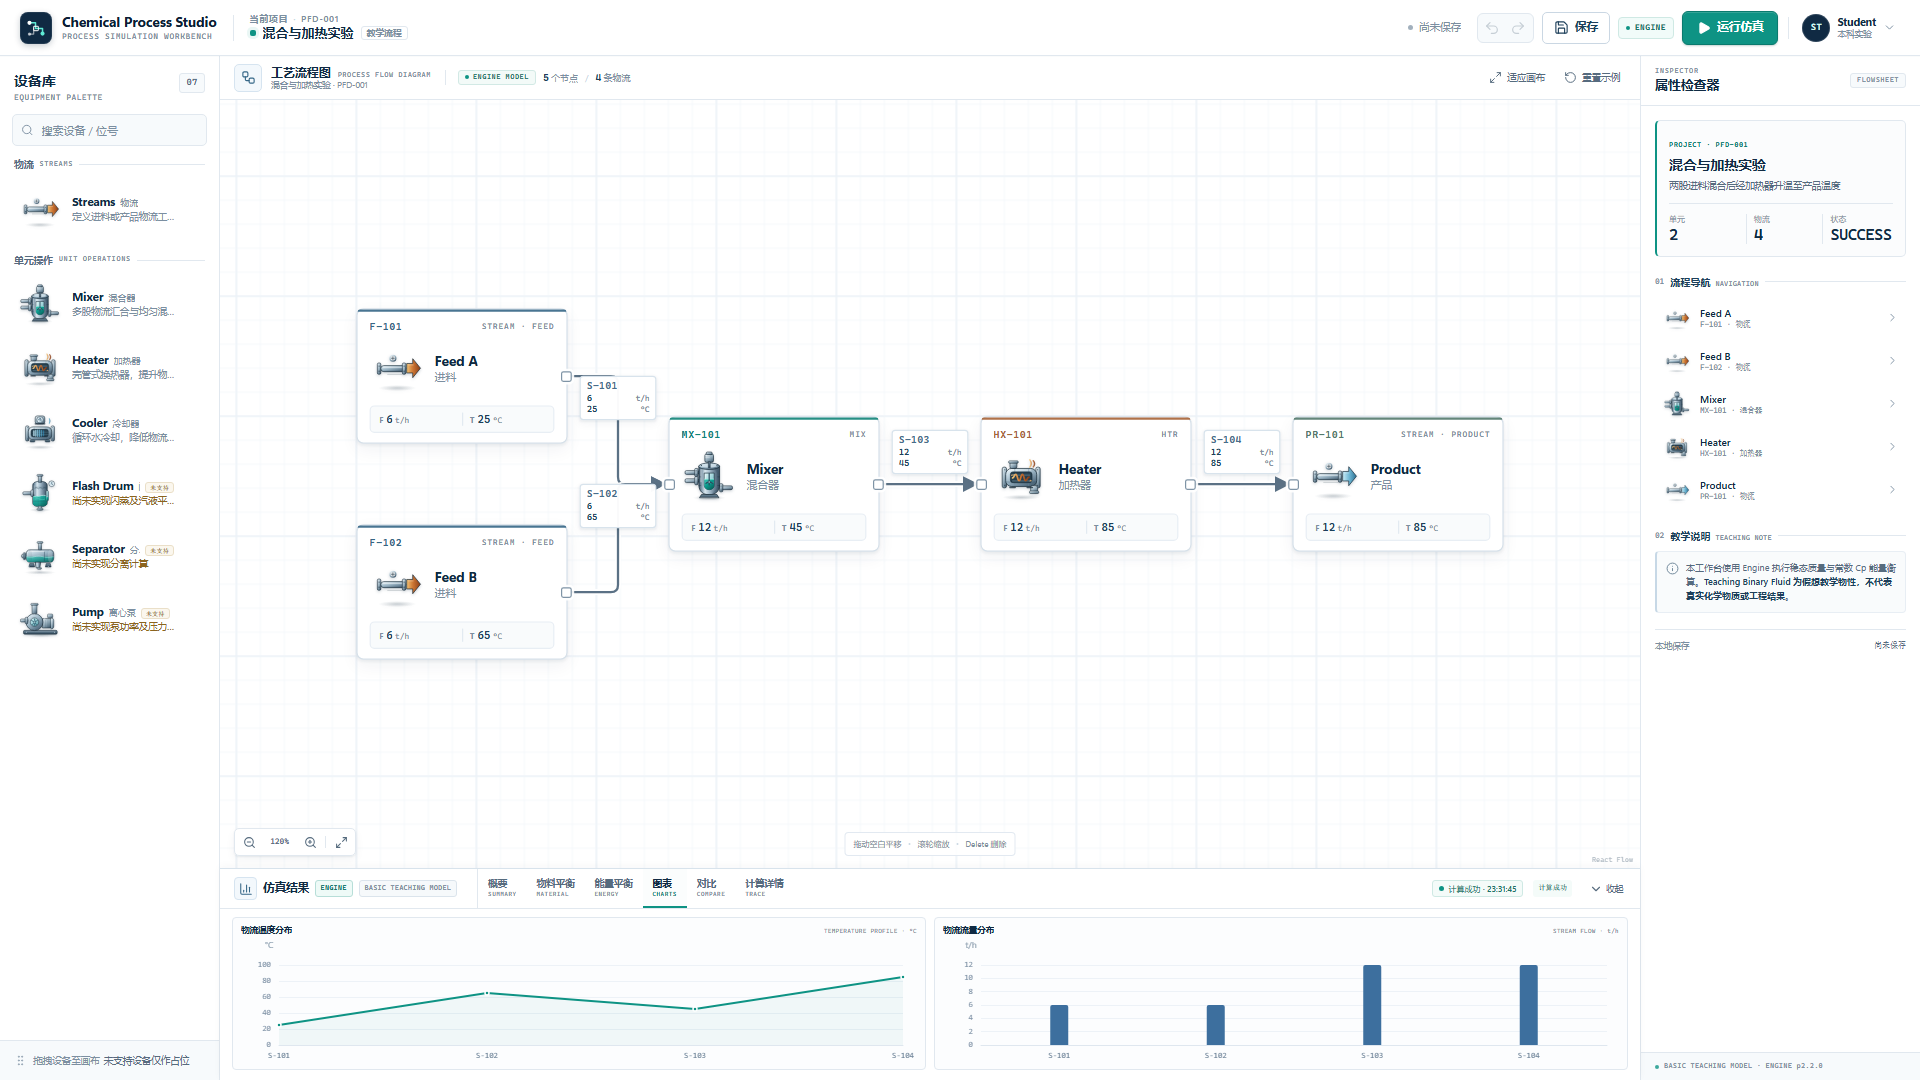 Chemical Process Studio
PROCESS SIMULATION WORKBENCH
当前项目 · PFD-001
混合与加热实验 教学流程
尚未保存
保存
ENGINE
运行仿真
ST
Student
本科实验
设备库
EQUIPMENT PALETTE
07
搜索设备 / 位号
物流 STREAMS
Streams 物流
定义进料或产品物流工...
单元操作 UNIT OPERATIONS
Mixer 混合器
多股物流汇合与均匀混...
Heater 加热器
壳管式换热器，提升物...
Cooler 冷却器
循环水冷却，降低物流...
Flash Drum 未支持
尚未实现闪蒸及汽液平...
Separator 分. 未支持
尚未实现分离计算
Pump 离心泵 未支持
尚未实现泵功率及压力...
拖拽设备至画布 未支持设备仅作占位
工艺流程图 PROCESS FLOW DIAGRAM
混合与加热实验 · PFD-001
ENGINE MODEL
5 个节点 / 4 条物流
适应画布
重置示例
F-101 STREAM · FEED
Feed A
进料
F 6 t/h T 25 °C
S-101
6 t/h
25 °C
F-102 STREAM · FEED
Feed B
进料
F 6 t/h T 65 °C
S-102
6 t/h
65 °C
MX-101 MIX
Mixer
混合器
F 12 t/h T 45 °C
S-103
12 t/h
45 °C
HX-101 HTR
Heater
加热器
F 12 t/h T 85 °C
S-104
12 t/h
85 °C
PR-101 STREAM · PRODUCT
Product
产品
F 12 t/h T 85 °C
120%
拖动空白平移 · 滚轮缩放 · Delete 删除
React Flow
仿真结果 ENGINE BASIC TEACHING MODEL
概要 SUMMARY
物料平衡 MATERIAL
能量平衡 ENERGY
图表 CHARTS
对比 COMPARE
计算详情 TRACE
计算成功 · 23:31:45
计算成功
收起
物流温度分布
TEMPERATURE PROFILE · °C
°C
100
80
60
40
20
0
S-101 S-102 S-103 S-104
物流流量分布
STREAM FLOW · t/h
t/h
12
10
8
6
4
2
0
S-101 S-102 S-103 S-104
INSPECTOR
属性检查器
FLOWSHEET
PROJECT · PFD-001
混合与加热实验
两股进料混合后经加热器升温至产品温度
单元 物流 状态
2 4 SUCCESS
01 流程导航 NAVIGATION
Feed A
F-101 · 物流
Feed B
F-102 · 物流
Mixer
MX-101 · 混合器
Heater
HX-101 · 加热器
Product
PR-101 · 物流
02 教学说明 TEACHING NOTE
本工作台使用 Engine 执行稳态质量与常数 Cp 能量衡
算。Teaching Binary Fluid 为假想教学物性，不代表
真实化学物质或工程结果。
本地保存 尚未保存
BASIC TEACHING MODEL · ENGINE p2.2.0